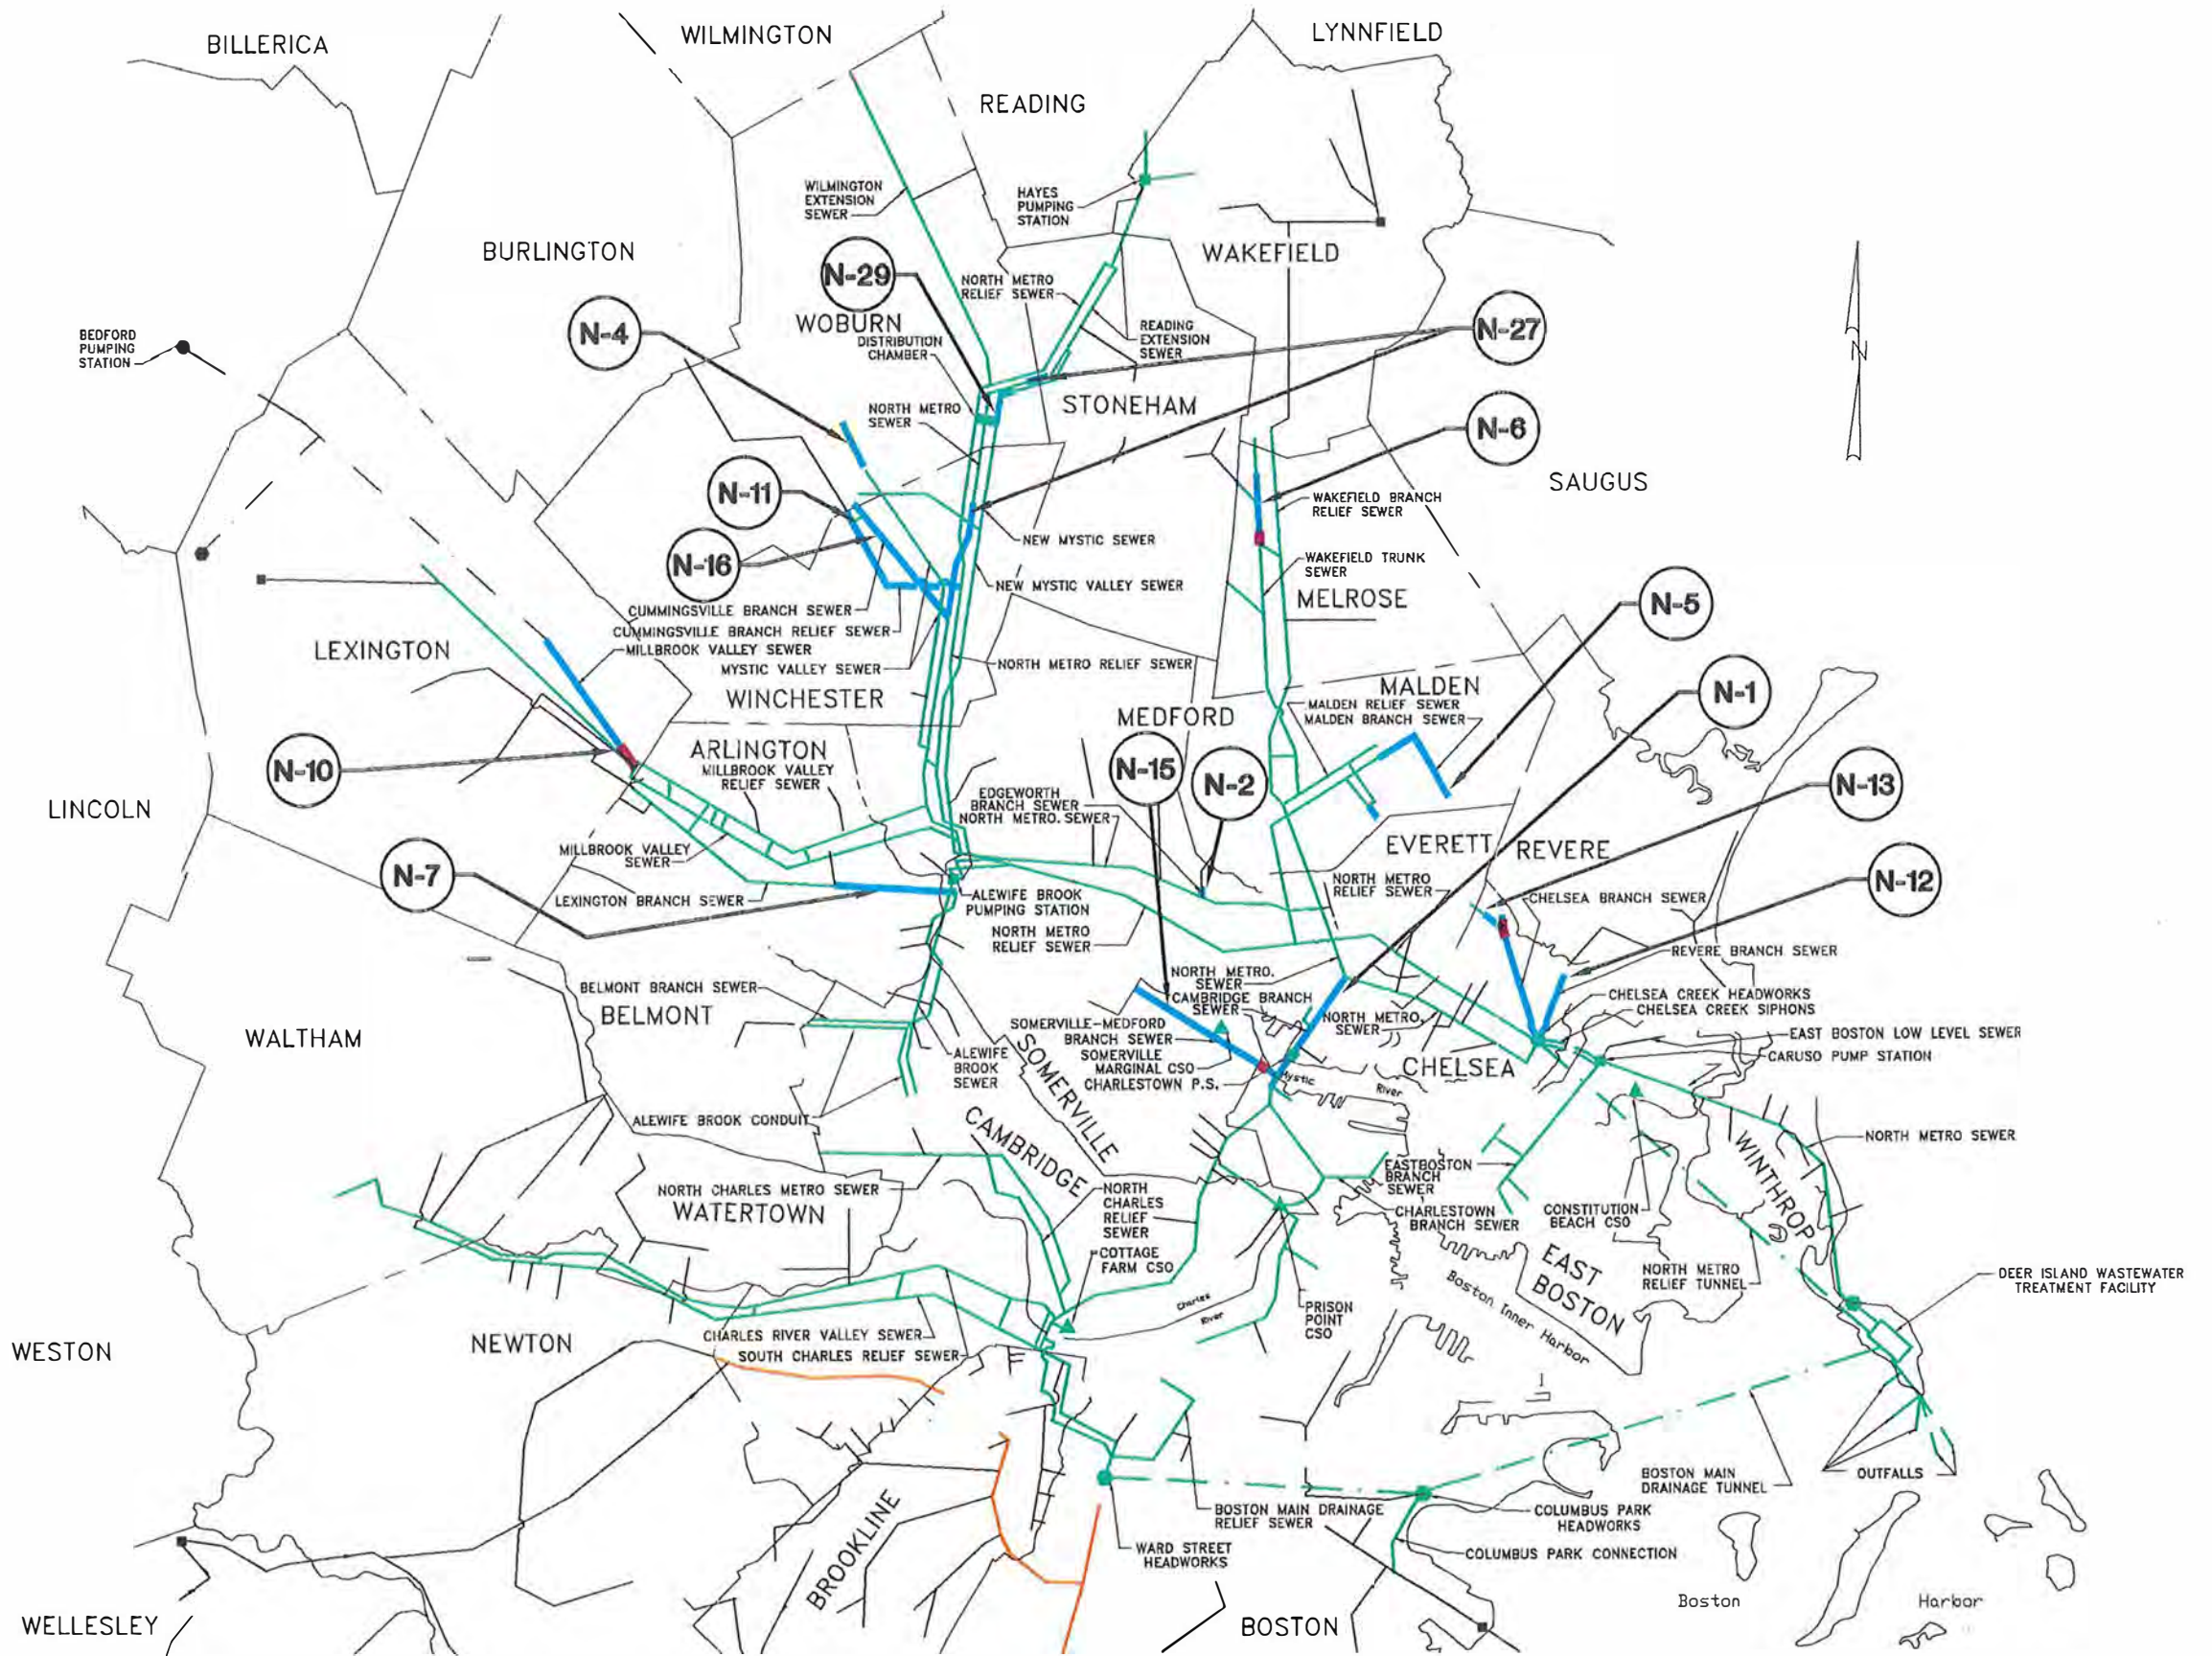 BILLERICA
WILMINGTON
LYNNFIELD
READING
WILMINGTON
EXTENSION
SEWER
HAYES
PUMPING
STATION
BURLINGTON
WAKEFIELD
N-29
NORTH METRO
RELIEF SEWER
N-4
WOBURN
N-27
BEDFORD
PUMPING
STATION
DISTRIBUTION
CHAMBER
READING
EXTENSION
SEWER
N
STONEHAM
NORTH METRO
SEWER
N-6
SAUGUS
N-11
WAKEFIELD BRANCH
RELIEF SEWER
NEW MYSTIC SEWER
N-16
WAKEFIELD TRUNK
SEWER
NEW MYSTIC VALLEY SEWER
MELROSE
N-5
CUMMINGSVILLE BRANCH SEWER
CUMMINGSVILLE BRANCH RELIEF SEWER
LEXINGTON
MILLBROOK VALLEY SEWER
MYSTIC VALLEY SEWER
NORTH METRO RELIEF SEWER
WINCHESTER
MALDEN
N-1
MEDFORD
MALDEN RELIEF SEWER
MALDEN BRANCH SEWER
ARLINGTON
N-10
MILLBROOK VALLEY
RELIEF SEWER
N-15
N-2
N-13
LINCOLN
EDGEWORTH
BRANCH SEWER
NORTH METRO. SEWER
MILLBROOK VALLEY
SEWER
EVERETT
REVERE
N-7
N-12
LEXINGTON BRANCH SEWER
ALEWIFE BROOK
PUMPING STATION
NORTH METRO
RELIEF SEWER
CHELSEA BRANCH SEWER
NORTH METRO
RELIEF SEWER
REVERE BRANCH SEWER
BELMONT BRANCH SEWER
NORTH METRO.
SEWER
CAMBRIDGE BRANCH
SEWER
CHELSEA CREEK HEADWORKS
CHELSEA CREEK SIPHONS
BELMONT
WALTHAM
SOMERVILLE-MEDFORD
BRANCH SEWER
NORTH METRO.
SEWER
EAST BOSTON LOW LEVEL SEWER
CARUSO PUMP STATION
SOMERVILLE
MARGINAL CSO
CHARLESTOWN P.S.
ALEWIFE
BROOK
SEWER
SOMERVILLE
CHELSEA
Mystic
River
ALEWIFE BROOK CONDUIT
CAMBRIDGE
NORTH METRO SEWER
WINTHROP
EASTBOSTON
BRANCH
SEWER
NORTH CHARLES METRO SEWER
WATERTOWN
NORTH
CHARLES
RELIEF
SEWER
CHARLESTOWN
BRANCH SEWER
CONSTITUTION
BEACH CSO
COTTAGE
FARM CSO
EAST
BOSTON
NORTH METRO
RELIEF TUNNEL
DEER ISLAND WASTEWATER
TREATMENT FACILITY
Boston Inner Harbor
Charles
River
PRISON
POINT
CSO
WESTON
NEWTON
CHARLES RIVER VALLEY SEWER
SOUTH CHARLES RELIEF SEWER
BOSTON MAIN
DRAINAGE TUNNEL
OUTFALLS
BROOKLINE
BOSTON MAIN DRAINAGE
RELIEF SEWER
COLUMBUS PARK
HEADWORKS
WARD STREET
HEADWORKS
COLUMBUS PARK CONNECTION
Boston
Harbor
WELLESLEY
BOSTON